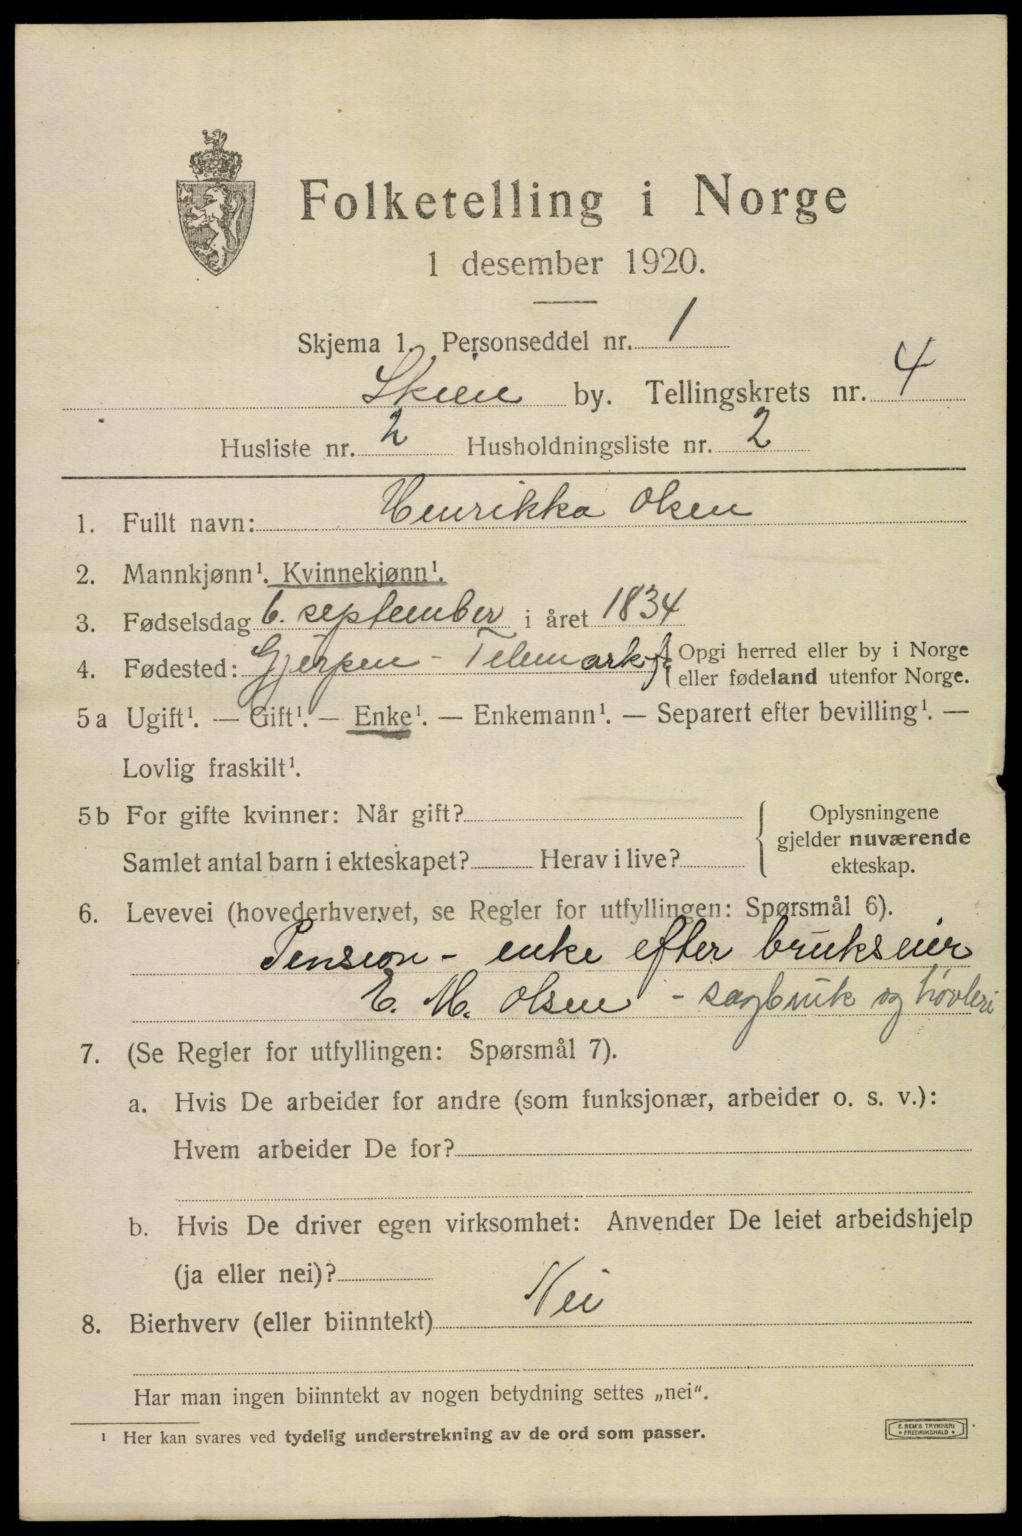 Folketelling i Norge
1 desember 1920.
Skjema 1. Personseddel nr. 1
Skien by. Tellingskrets nr. 4
Husliste nr. 2 Husholdningsliste nr. 2
1. Fullt navn: Henrikka Olsen
2. Mannkjønn¹. Kvinnekjønn¹.
3. Fødselsdag 6. september i året 1834
4. Fødested: Gjerpen - Telemark fylke { Opgi herred eller by i Norge
eller fødeland utenfor Norge.
5a Ugift¹. — Gift¹. — Enke¹. — Enkemann¹. — Separert efter bevilling¹. —
Lovlig fraskilt¹.
5b For gifte kvinner: Når gift? { Oplysningene
gjelder nuværende
Samlet antal barn i ekteskapet? Herav i live? ekteskap.
6. Levevei (hovederhvervet, se Regler for utfyllingen: Spørsmål 6).
Pension - enke efter brukseier
E. M. Olsen - sagbruk og høvleri
7. (Se Regler for utfyllingen: Spørsmål 7).
a. Hvis De arbeider for andre (som funksjonær, arbeider o. s. v.):
Hvem arbeider De for?
b. Hvis De driver egen virksomhet: Anvender De leiet arbeidshjelp
(ja eller nei)?
8. Bierhverv (eller biinntekt) Nei
Har man ingen biinntekt av nogen betydning settes „nei“.
¹ Her kan svares ved tydelig understrekning av de ord som passer.
E. SEM'S TRYKKERI
• FREDRIKSHALD •